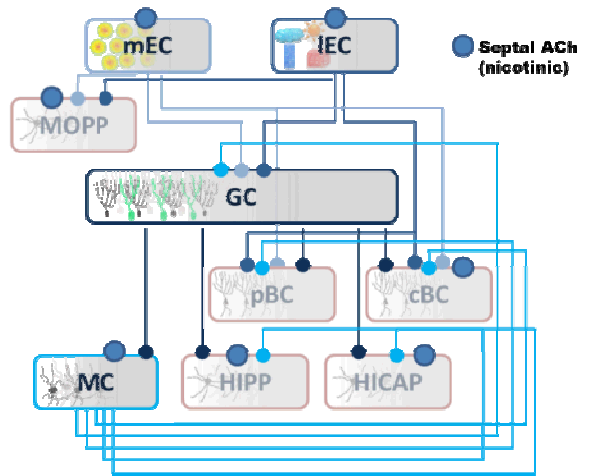 mEC
lEC
Septal ACh
(nicotinic)
MOPP
GC
pBC
cBC
MC
HIPP
HICAP